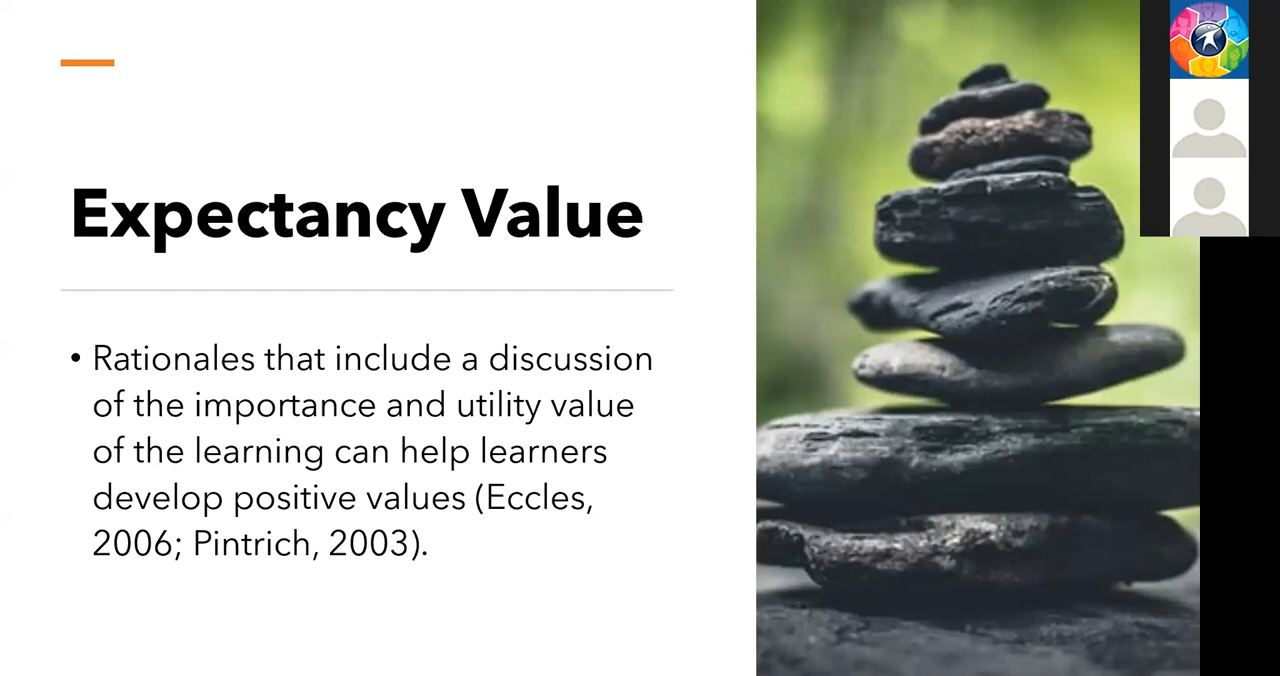 Expectancy Value
• Rationales that include a discussion
of the importance and utility value
of the learning can help learners
develop positive values (Eccles,
2006; Pintrich, 2003).